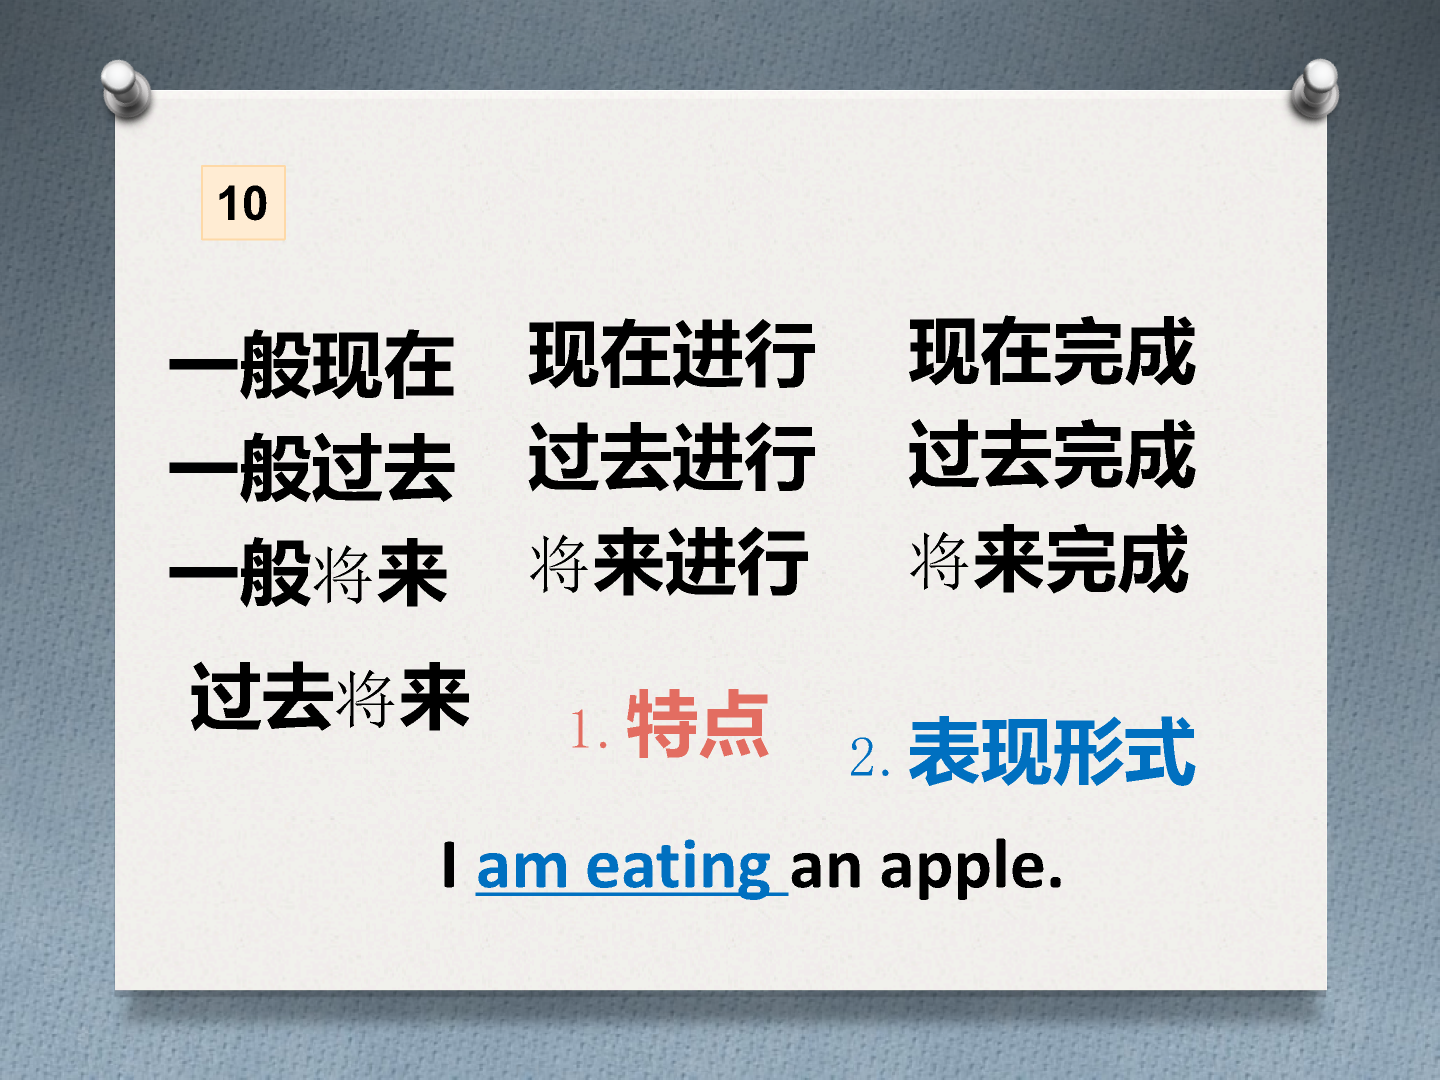 10
一般现在
现在进行
现在完成
一般过去
过去进行
过去完成
一般将来
将来进行
将来完成
过去将来
1.特点
2.表现形式
I am eating an apple.